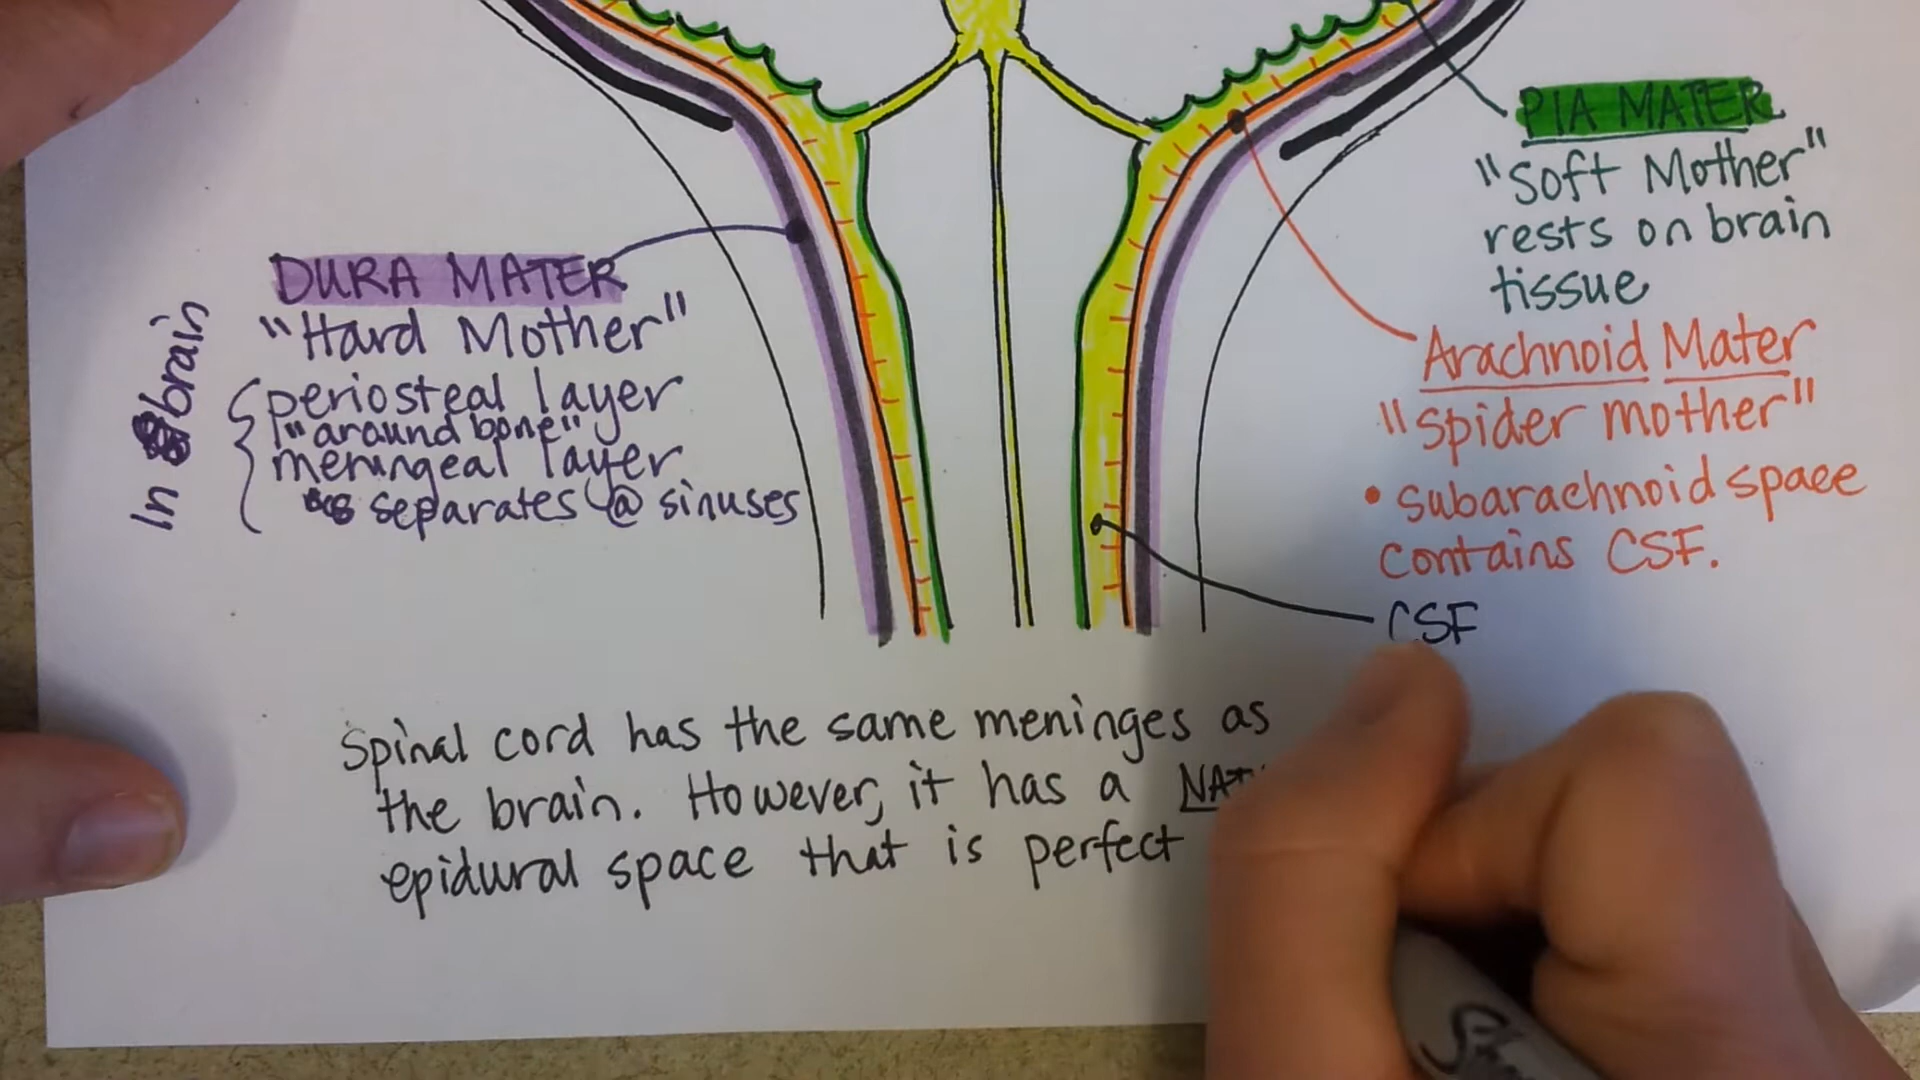 PIA MATER
"Soft Mother"
rests on brain
tissue
DURA MATER
"Hard Mother"
In brain
periosteal layer
"around bone"
meningeal layer
separates @ sinuses
Arachnoid Mater
"Spider mother"
• subarachnoid space
contains CSF.
CSF
Spinal cord has the same meninges as
the brain. However, it has a
epidural space that is perfect